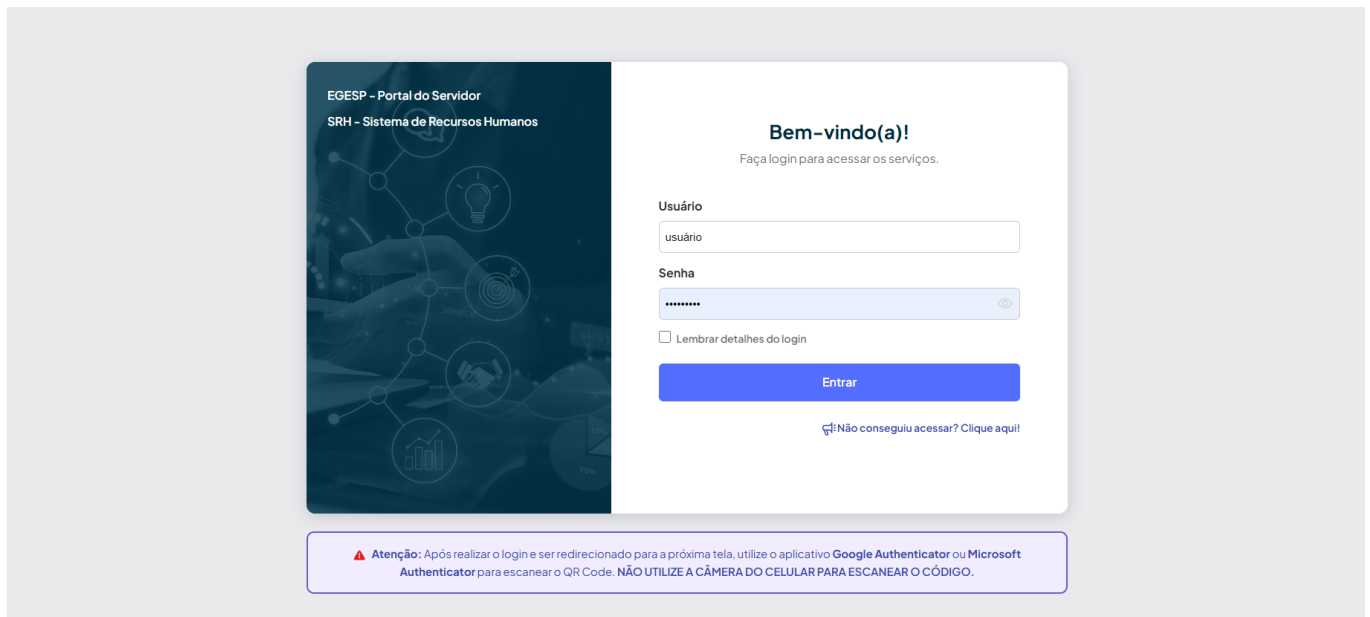 EGESP - Portal do Servidor
SRH - Sistema de Recursos Humanos
Bem-vindo(a)!
Faça login para acessar os serviços.
Usuário
usuário
Senha
•••••••••
Lembrar detalhes do login
Entrar
Não conseguiu acessar? Clique aqui!
75%
Atenção: Após realizar o login e ser redirecionado para a próxima tela, utilize o aplicativo Google Authenticator ou Microsoft
Authenticator para escanear o QR Code. NÃO UTILIZE A CÂMERA DO CELULAR PARA ESCANEAR O CÓDIGO.